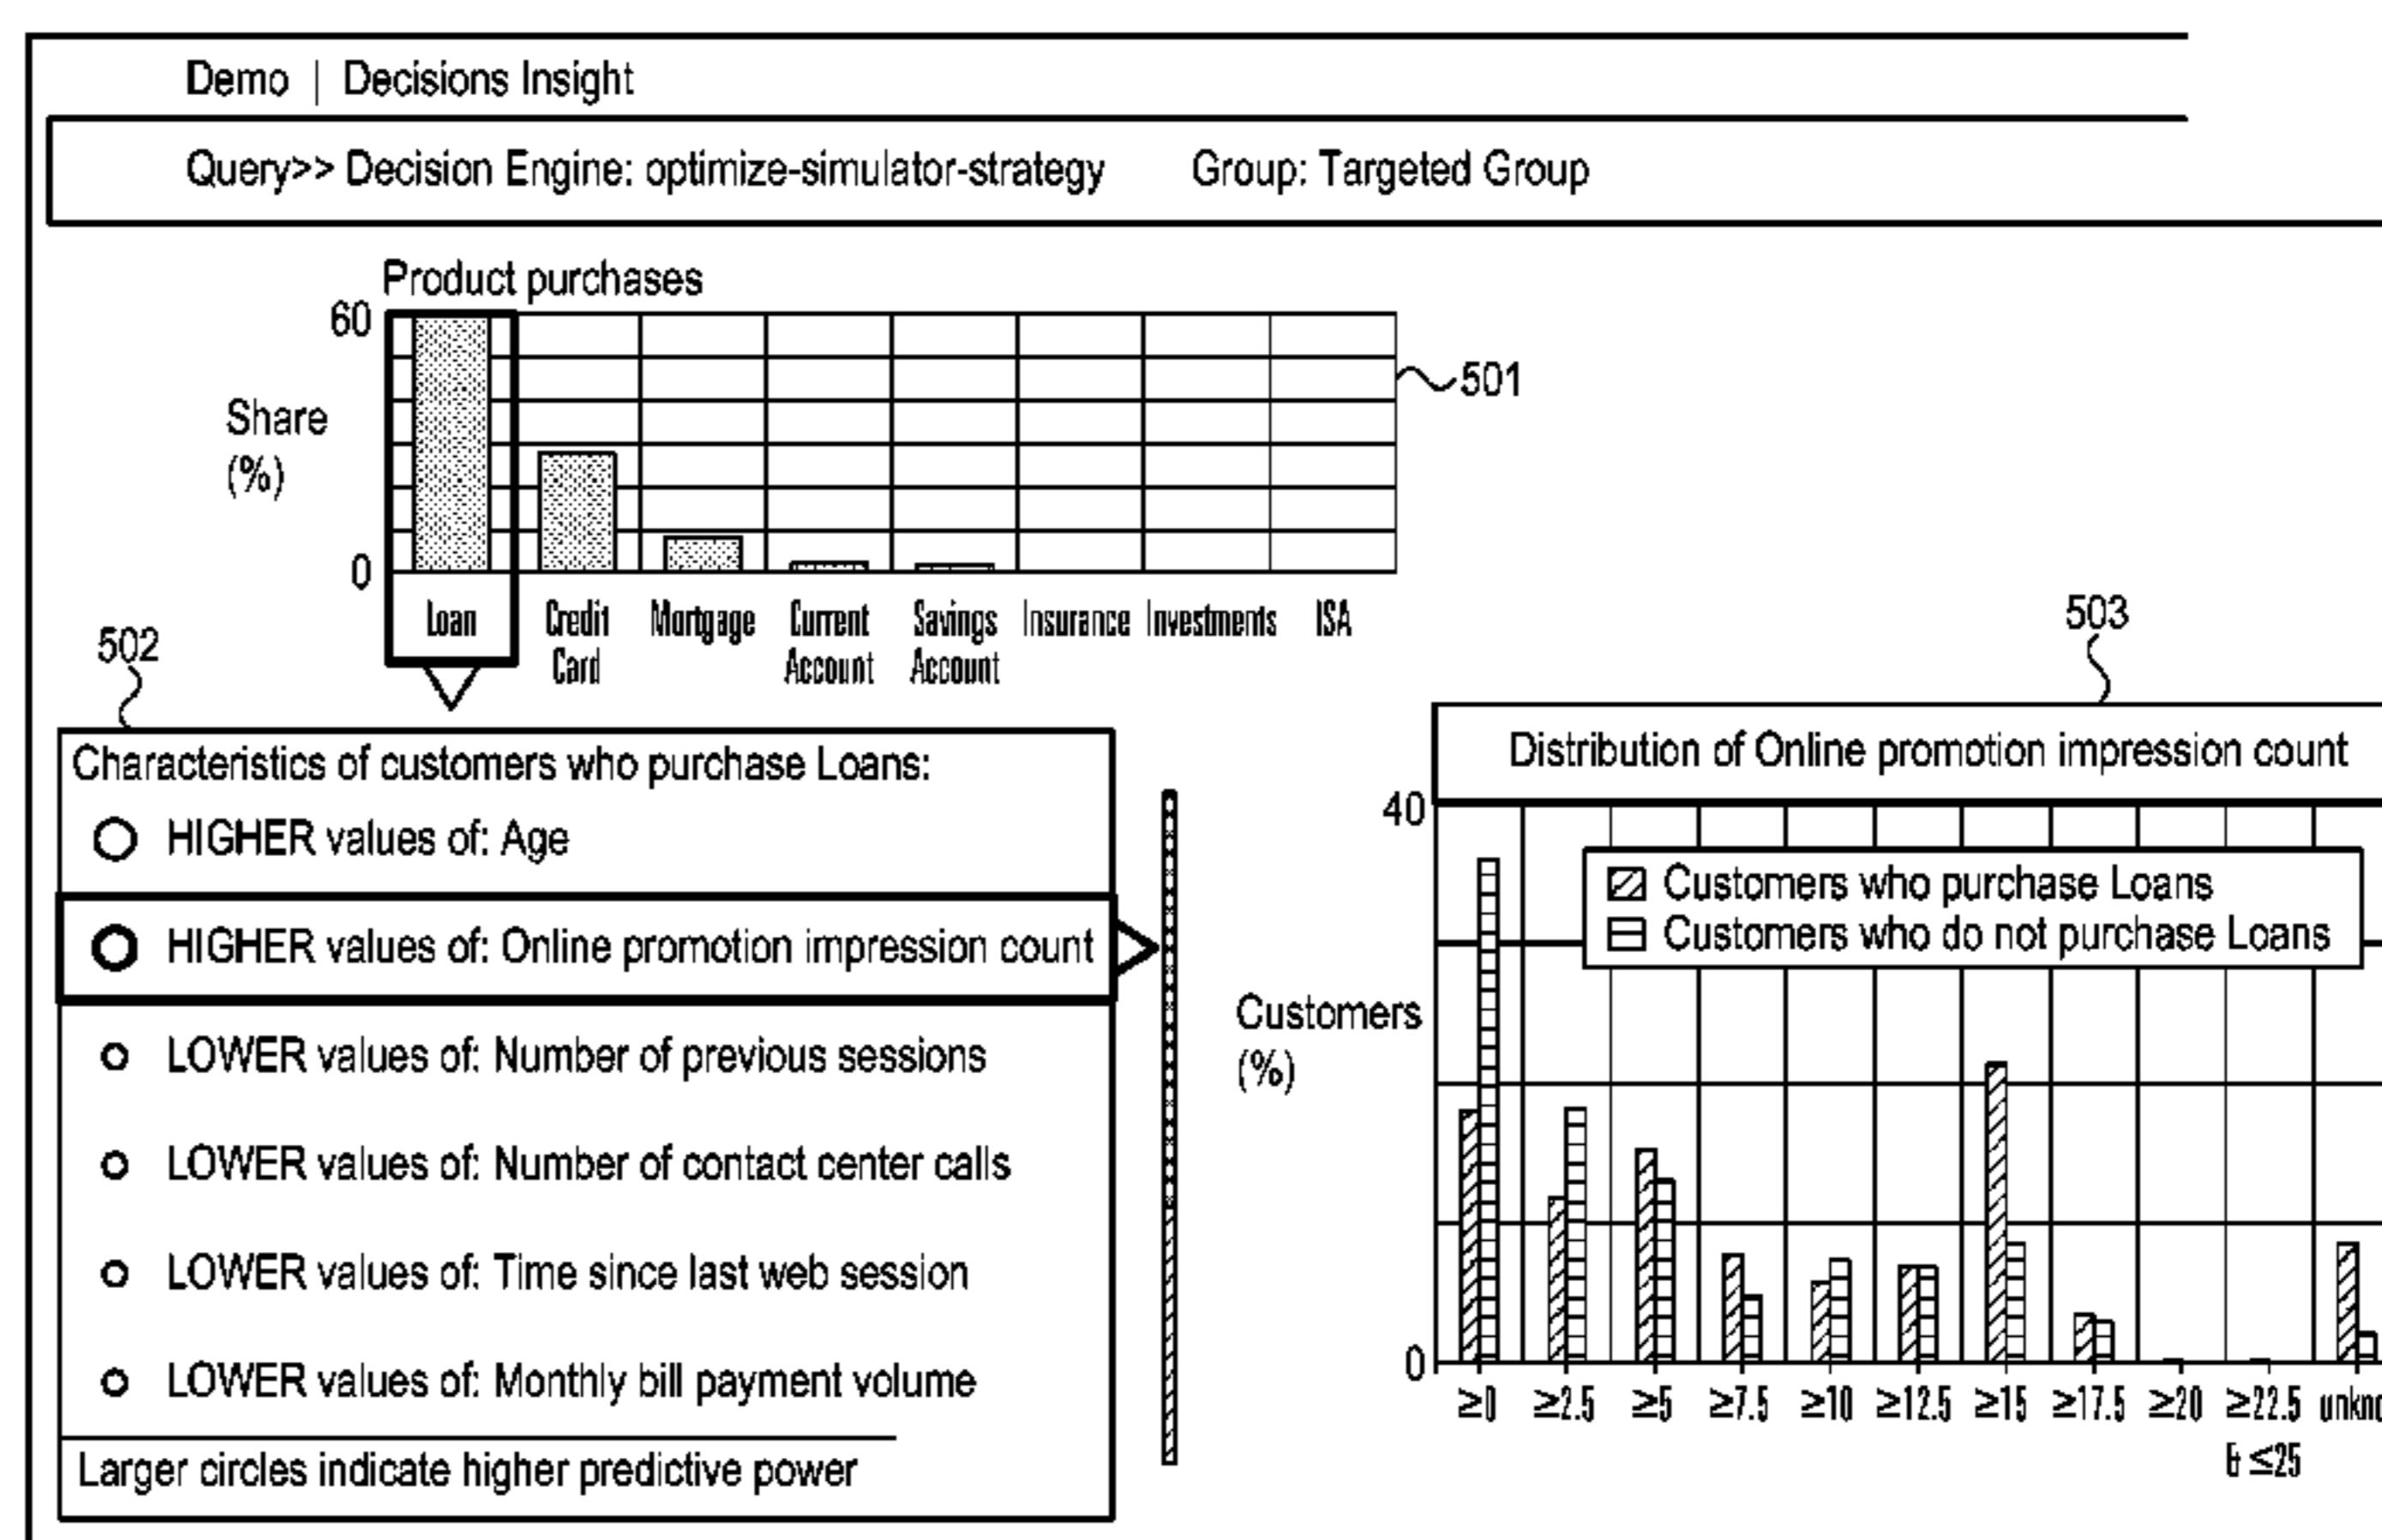 Demo | Decisions Insight
Query>> Decision Engine: optimize-simulator-strategy Group: Targeted Group
Product purchases
60
Share
(%)
0
501
Loan Credit Card Mortgage Current Account Savings Account Insurance Investments ISA
502
Characteristics of customers who purchase Loans:
HIGHER values of: Age
HIGHER values of: Online promotion impression count
LOWER values of: Number of previous sessions
LOWER values of: Number of contact center calls
LOWER values of: Time since last web session
LOWER values of: Monthly bill payment volume
Larger circles indicate higher predictive power
503
Distribution of Online promotion impression count
40
Customers who purchase Loans
Customers who do not purchase Loans
Customers
(%)
0
≥0 ≥2.5 ≥5 ≥7.5 ≥10 ≥12.5 ≥15 ≥17.5 ≥20 ≥22.5 unkno
& ≤25